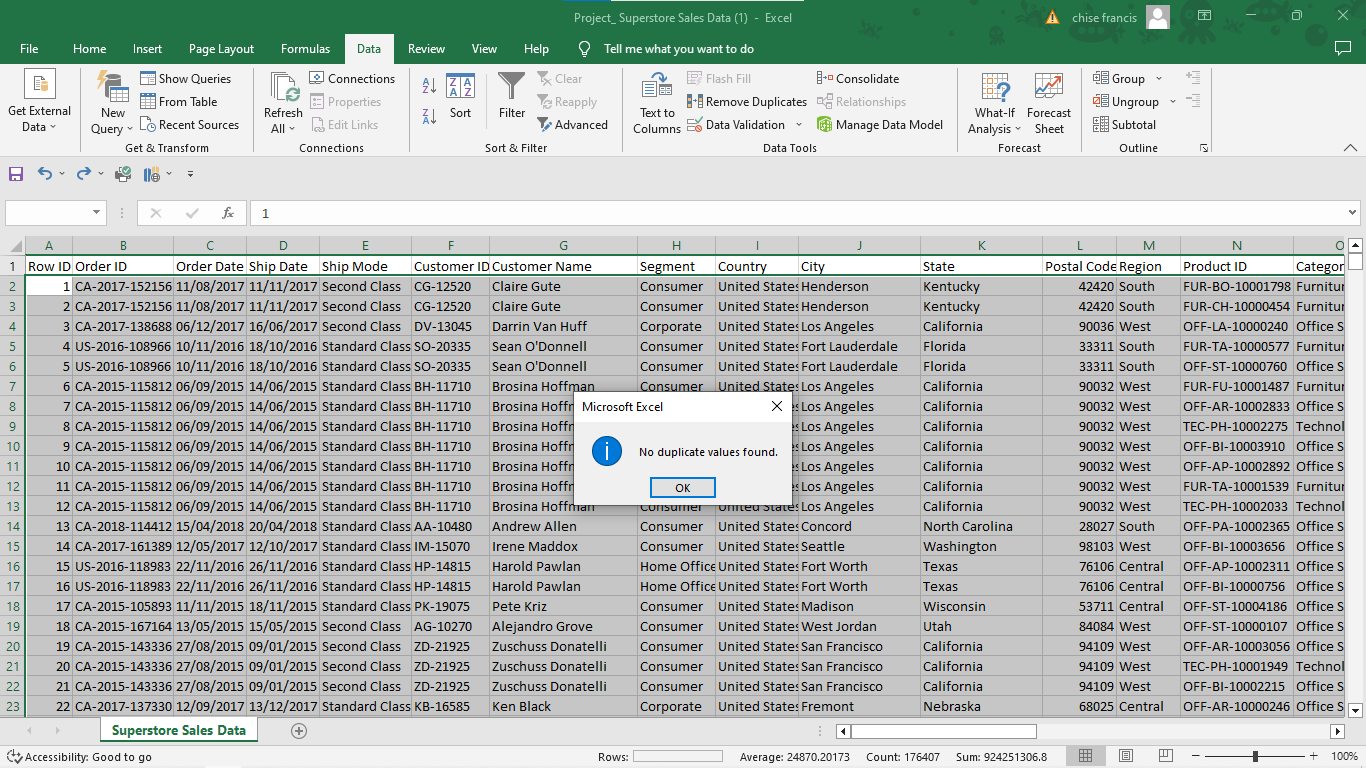 Project_ Superstore Sales Data (1) - Excel chise francis
File Home Insert Page Layout Formulas Data Review View Help Tell me what you want to do
Get External Data
New Query
Show Queries
From Table
Recent Sources
Get & Transform
Refresh All
Connections
Properties
Edit Links
Connections
Sort
Filter
Clear
Reapply
Advanced
Sort & Filter
Text to Columns
Flash Fill
Remove Duplicates
Data Validation
Consolidate
Relationships
Manage Data Model
Data Tools
What-If Analysis
Forecast Sheet
Forecast
Group
Ungroup
Subtotal
Outline
fx 1
A B C D E F G H I J K L M N O
1 Row ID Order ID Order Date Ship Date Ship Mode Customer ID Customer Name Segment Country City State Postal Code Region Product ID Categor
2 1 CA-2017-152156 11/08/2017 11/11/2017 Second Class CG-12520 Claire Gute Consumer United States Henderson Kentucky 42420 South FUR-BO-10001798 Furnitur
3 2 CA-2017-152156 11/08/2017 11/11/2017 Second Class CG-12520 Claire Gute Consumer United States Henderson Kentucky 42420 South FUR-CH-10000454 Furnitur
4 3 CA-2017-138688 06/12/2017 16/06/2017 Second Class DV-13045 Darrin Van Huff Corporate United States Los Angeles California 90036 West OFF-LA-10000240 Office S
5 4 US-2016-108966 10/11/2016 18/10/2016 Standard Class SO-20335 Sean O'Donnell Consumer United States Fort Lauderdale Florida 33311 South FUR-TA-10000577 Furnitur
6 5 US-2016-108966 10/11/2016 18/10/2016 Standard Class SO-20335 Sean O'Donnell Consumer United States Fort Lauderdale Florida 33311 South OFF-ST-10000760 Office S
7 6 CA-2015-115812 06/09/2015 14/06/2015 Standard Class BH-11710 Brosina Hoffman Consumer United States Los Angeles California 90032 West FUR-FU-10001487 Furnitur
8 7 CA-2015-115812 06/09/2015 14/06/2015 Standard Class BH-11710 Brosina Hoffm Los Angeles California 90032 West OFF-AR-10002833 Office S
9 8 CA-2015-115812 06/09/2015 14/06/2015 Standard Class BH-11710 Brosina Hoffm Los Angeles California 90032 West TEC-PH-10002275 Technol
10 9 CA-2015-115812 06/09/2015 14/06/2015 Standard Class BH-11710 Brosina Hoffm Los Angeles California 90032 West OFF-BI-10003910 Office S
11 10 CA-2015-115812 06/09/2015 14/06/2015 Standard Class BH-11710 Brosina Hoffm Los Angeles California 90032 West OFF-AP-10002892 Office S
12 11 CA-2015-115812 06/09/2015 14/06/2015 Standard Class BH-11710 Brosina Hoffm Los Angeles California 90032 West FUR-TA-10001539 Furnitur
13 12 CA-2015-115812 06/09/2015 14/06/2015 Standard Class BH-11710 Brosina Hoffman Consumer United States Los Angeles California 90032 West TEC-PH-10002033 Technol
14 13 CA-2018-114412 15/04/2018 20/04/2018 Standard Class AA-10480 Andrew Allen Consumer United States Concord North Carolina 28027 South OFF-PA-10002365 Office S
15 14 CA-2017-161389 12/05/2017 12/10/2017 Standard Class IM-15070 Irene Maddox Consumer United States Seattle Washington 98103 West OFF-BI-10003656 Office S
16 15 US-2016-118983 22/11/2016 26/11/2016 Standard Class HP-14815 Harold Pawlan Home Office United States Fort Worth Texas 76106 Central OFF-AP-10002311 Office S
17 16 US-2016-118983 22/11/2016 26/11/2016 Standard Class HP-14815 Harold Pawlan Home Office United States Fort Worth Texas 76106 Central OFF-BI-10000756 Office S
18 17 CA-2015-105893 11/11/2015 18/11/2015 Standard Class PK-19075 Pete Kriz Consumer United States Madison Wisconsin 53711 Central OFF-ST-10004186 Office S
19 18 CA-2015-167164 13/05/2015 15/05/2015 Second Class AG-10270 Alejandro Grove Consumer United States West Jordan Utah 84084 West OFF-ST-10000107 Office S
20 19 CA-2015-143336 27/08/2015 09/01/2015 Second Class ZD-21925 Zuschuss Donatelli Consumer United States San Francisco California 94109 West OFF-AR-10003056 Office S
21 20 CA-2015-143336 27/08/2015 09/01/2015 Second Class ZD-21925 Zuschuss Donatelli Consumer United States San Francisco California 94109 West TEC-PH-10001949 Technol
22 21 CA-2015-143336 27/08/2015 09/01/2015 Second Class ZD-21925 Zuschuss Donatelli Consumer United States San Francisco California 94109 West OFF-BI-10002215 Office S
23 22 CA-2017-137330 12/09/2017 13/12/2017 Standard Class KB-16585 Ken Black Corporate United States Fremont Nebraska 68025 Central OFF-AR-10000246 Office S
Microsoft Excel
No duplicate values found.
OK
Superstore Sales Data
Accessibility: Good to go Rows: Average: 24870.20173 Count: 176407 Sum: 924251306.8 100%